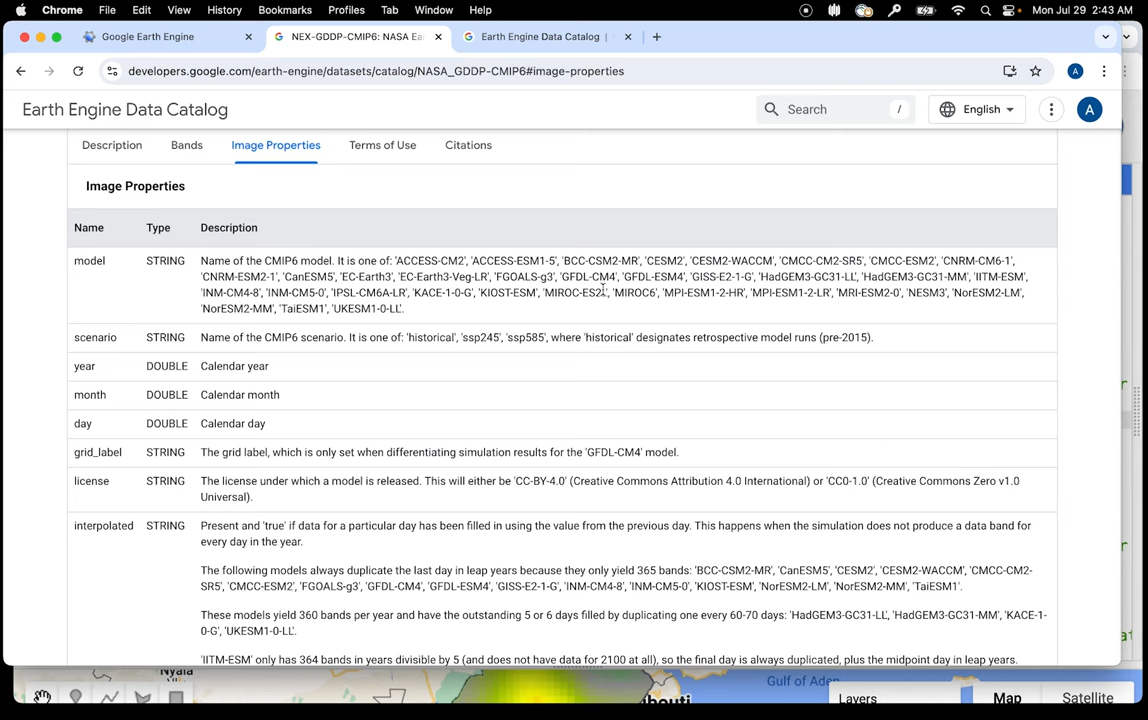 Chrome File Edit View History Bookmarks Profiles Tab Window Help Mon Jul 29 2:43 AM
Google Earth Engine NEX-GDDP-CMIP6: NASA Ea Earth Engine Data Catalog
developers.google.com/earth-engine/datasets/catalog/NASA_GDDP-CMIP6#image-properties A
Earth Engine Data Catalog Search / English A
Description Bands Image Properties Terms of Use Citations
Image Properties
Name Type Description
model STRING Name of the CMIP6 model. It is one of: 'ACCESS-CM2', 'ACCESS-ESM1-5', 'BCC-CSM2-MR', 'CESM2', 'CESM2-WACCM', 'CMCC-CM2-SR5', 'CMCC-ESM2', 'CNRM-CM6-1',
'CNRM-ESM2-1', 'CanESM5', 'EC-Earth3', 'EC-Earth3-Veg-LR', 'FGOALS-g3', 'GFDL-CM4', 'GFDL-ESM4', 'GISS-E2-1-G', 'HadGEM3-GC31-LL', 'HadGEM3-GC31-MM', 'IITM-ESM',
'INM-CM4-8', 'INM-CM5-0', 'IPSL-CM6A-LR', 'KACE-1-0-G', 'KIOST-ESM', 'MIROC-ES2L', 'MIROC6', 'MPI-ESM1-2-HR', 'MPI-ESM1-2-LR', 'MRI-ESM2-0', 'NESM3', 'NorESM2-LM',
'NorESM2-MM', 'TaiESM1', 'UKESM1-0-LL'.
scenario STRING Name of the CMIP6 scenario. It is one of: 'historical', 'ssp245', 'ssp585', where 'historical' designates retrospective model runs (pre-2015).
year DOUBLE Calendar year
month DOUBLE Calendar month
day DOUBLE Calendar day
grid_label STRING The grid label, which is only set when differentiating simulation results for the 'GFDL-CM4' model.
license STRING The license under which a model is released. This will either be 'CC-BY-4.0' (Creative Commons Attribution 4.0 International) or 'CC0-1.0' (Creative Commons Zero v1.0
Universal).
interpolated STRING Present and 'true' if data for a particular day has been filled in using the value from the previous day. This happens when the simulation does not produce a data band for
every day in the year.
The following models always duplicate the last day in leap years because they only yield 365 bands: 'BCC-CSM2-MR', 'CanESM5', 'CESM2', 'CESM2-WACCM', 'CMCC-CM2-
SR5', 'CMCC-ESM2', 'FGOALS-g3', 'GFDL-CM4', 'GFDL-ESM4', 'GISS-E2-1-G', 'INM-CM4-8', 'INM-CM5-0', 'KIOST-ESM', 'NorESM2-LM', 'NorESM2-MM', 'TaiESM1'.
These models yield 360 bands per year and have the outstanding 5 or 6 days filled by duplicating one every 60-70 days: 'HadGEM3-GC31-LL', 'HadGEM3-GC31-MM', 'KACE-1-
0-G', 'UKESM1-0-LL'.
'IITM-ESM' only has 364 bands in years divisible by 5 (and does not have data for 2100 at all), so the final day is always duplicated, plus the midpoint day in leap years.
Nyala Gulf of Aden
Layers Map Satellite